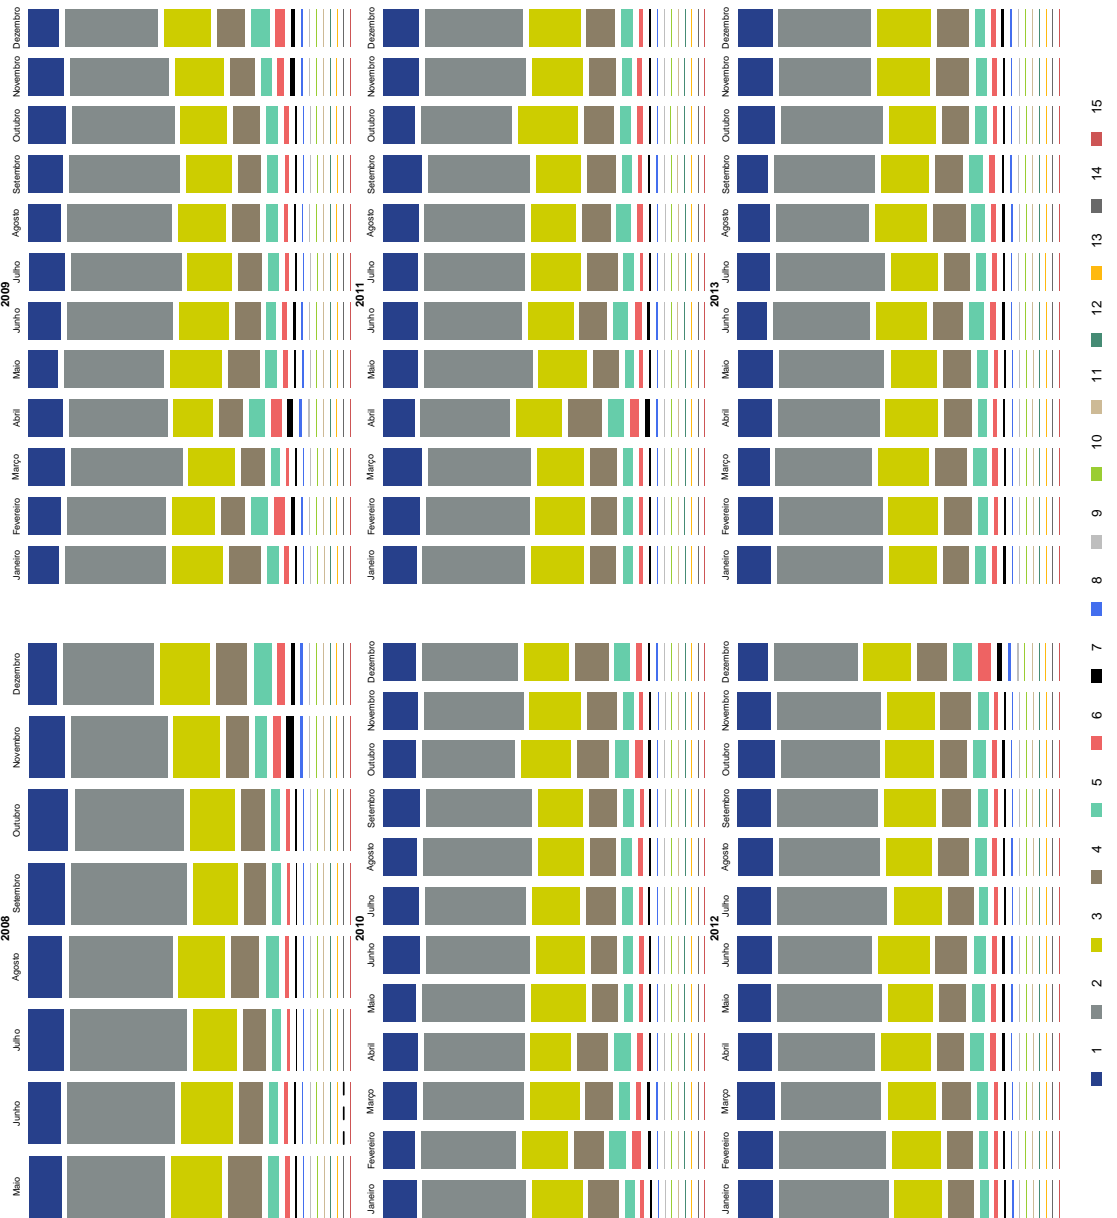 2008
Maio Junho Julho Agosto Setembro Outubro Novembro Dezembro
2009
Janeiro Fevereiro Março Abril Maio Junho Julho Agosto Setembro Outubro Novembro Dezembro
2010
Janeiro Fevereiro Março Abril Maio Junho Julho Agosto Setembro Outubro Novembro Dezembro
2011
Janeiro Fevereiro Março Abril Maio Junho Julho Agosto Setembro Outubro Novembro Dezembro
2012
Janeiro Fevereiro Março Abril Maio Junho Julho Agosto Setembro Outubro Novembro Dezembro
2013
Janeiro Fevereiro Março Abril Maio Junho Julho Agosto Setembro Outubro Novembro Dezembro
1 2 3 4 5 6 7 8 9 10 11 12 13 14 15